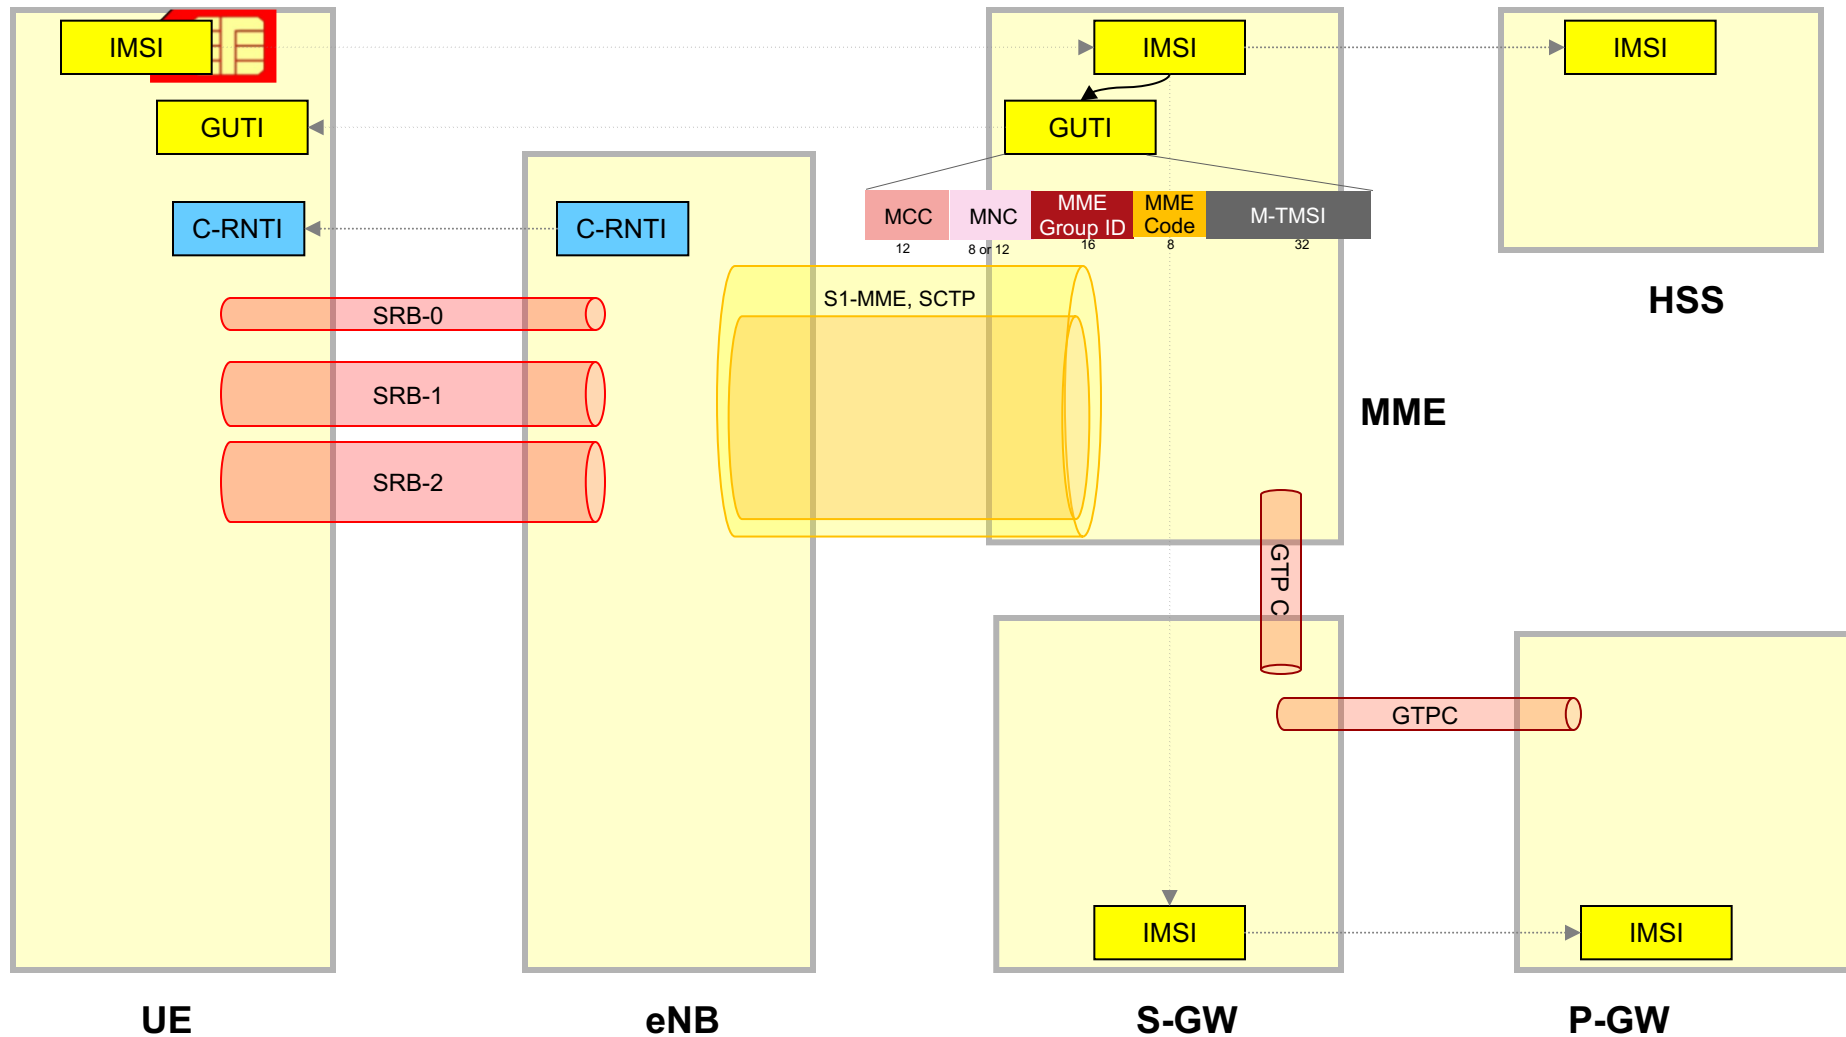 IMSI
IMSI
IMSI
GUTI
GUTI
C-RNTI
C-RNTI
MCC
MNC
MME
Group ID
MME
Code
M-TMSI
12
8 or 12
16
8
32
S1-MME, SCTP
HSS
SRB-0
SRB-1
MME
SRB-2
GTP C
GTPC
IMSI
IMSI
UE
eNB
S-GW
P-GW